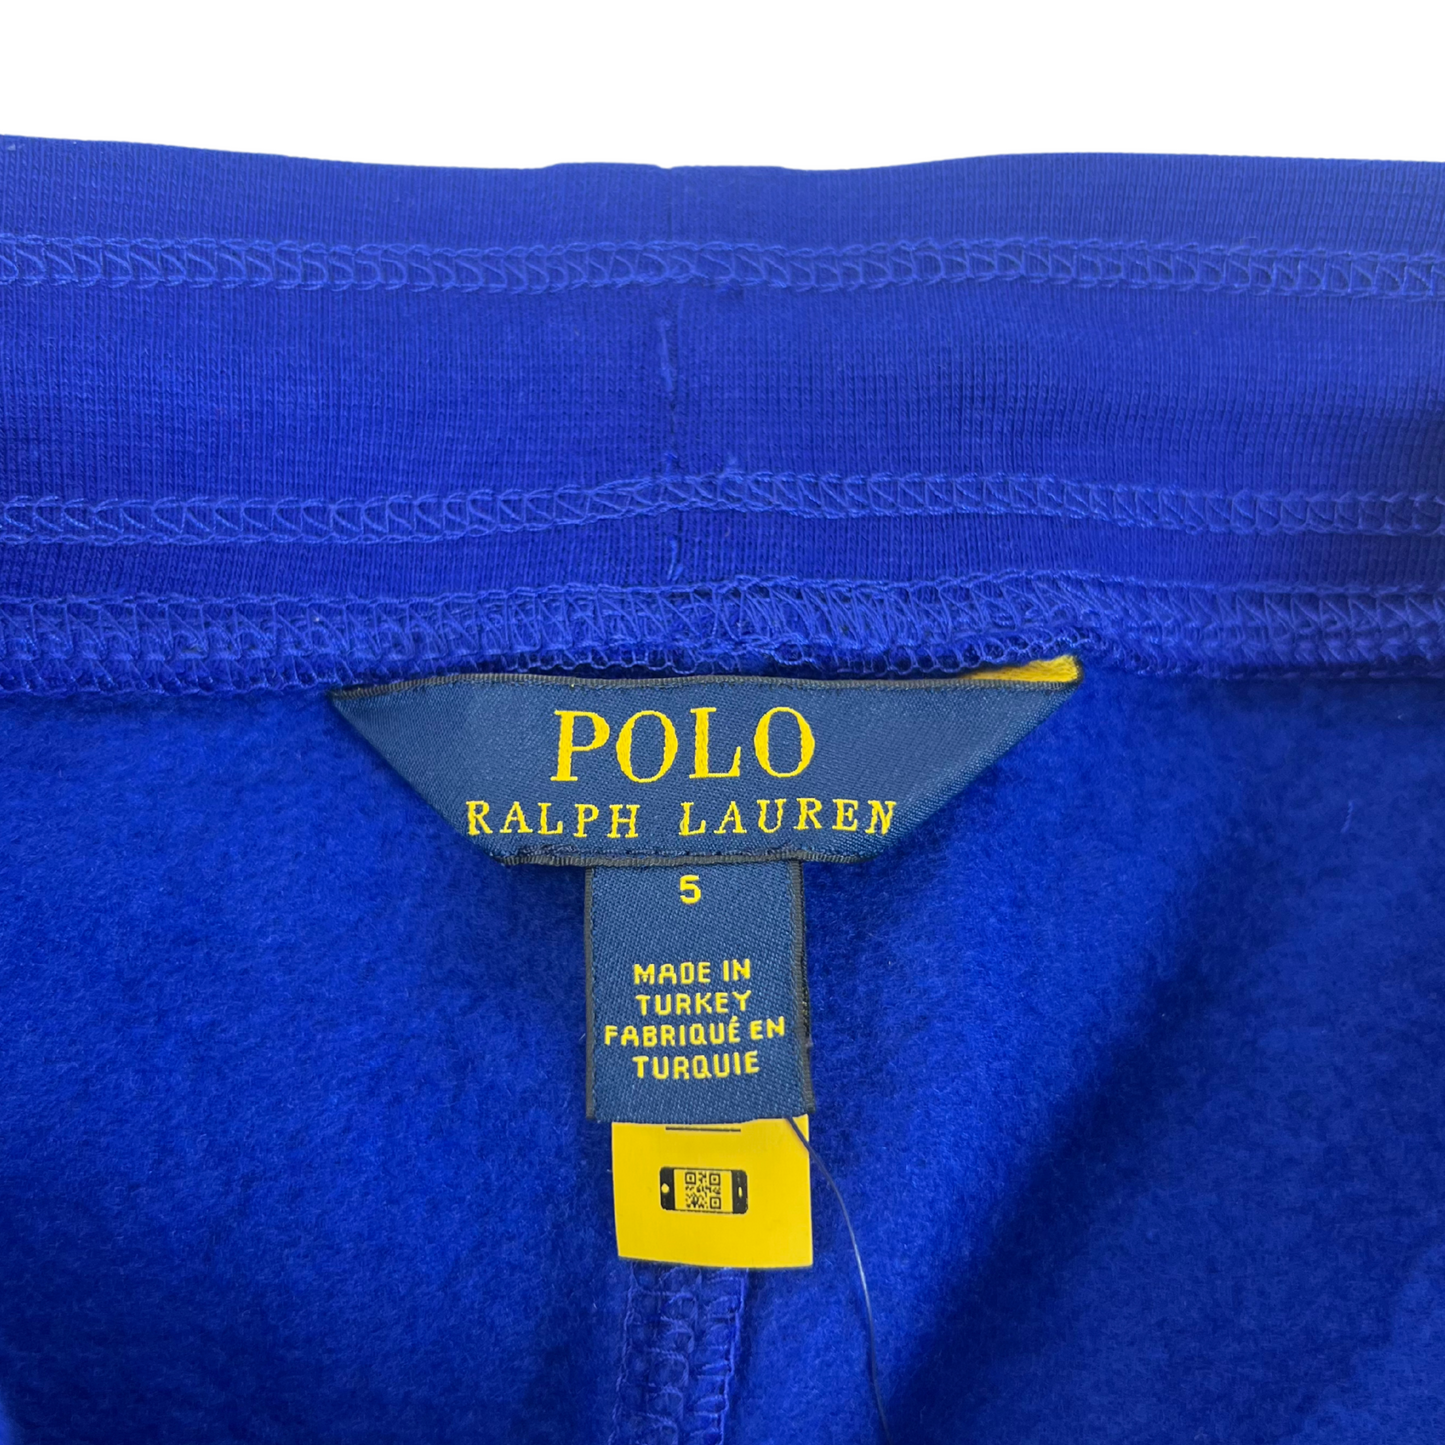 POLO
RALPH LAUREN
5
MADE IN
TURKEY
FABRIQUÉ EN
TURQUIE